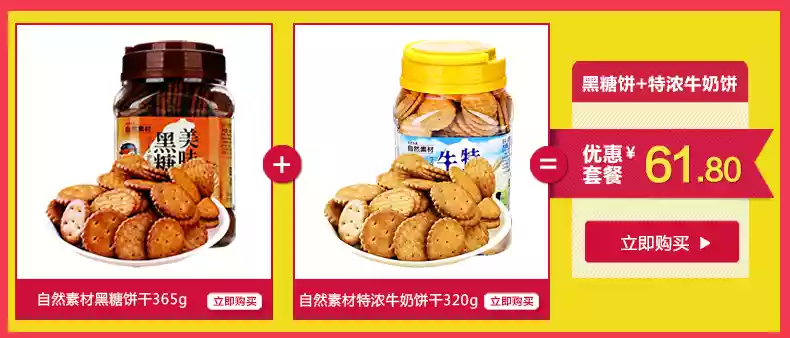 自然素材
美味
黑糖
自然素材黑糖饼干365g
立即购买
+
自然素材
特
牛
自然素材特浓牛奶饼干320g
立即购买
=
黑糖饼+特浓牛奶饼
优惠
套餐
¥61.80
立即购买